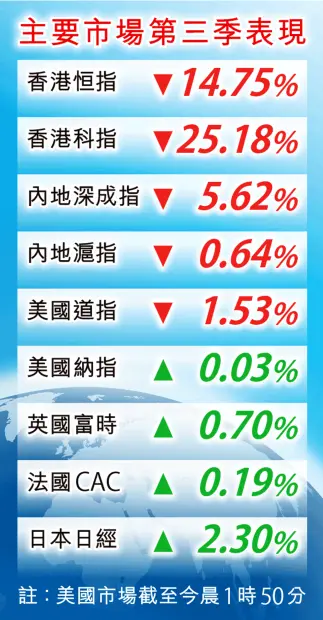 主要市場第三季表現
香港恒指 ▼14.75%
香港科指 ▼25.18%
內地深成指 ▼ 5.62%
內地滬指 ▼ 0.64%
美國道指 ▼ 1.53%
美國納指 ▲ 0.03%
英國富時 ▲ 0.70%
法國CAC ▲ 0.19%
日本日經 ▲ 2.30%
註：美國市場截至今晨1時50分